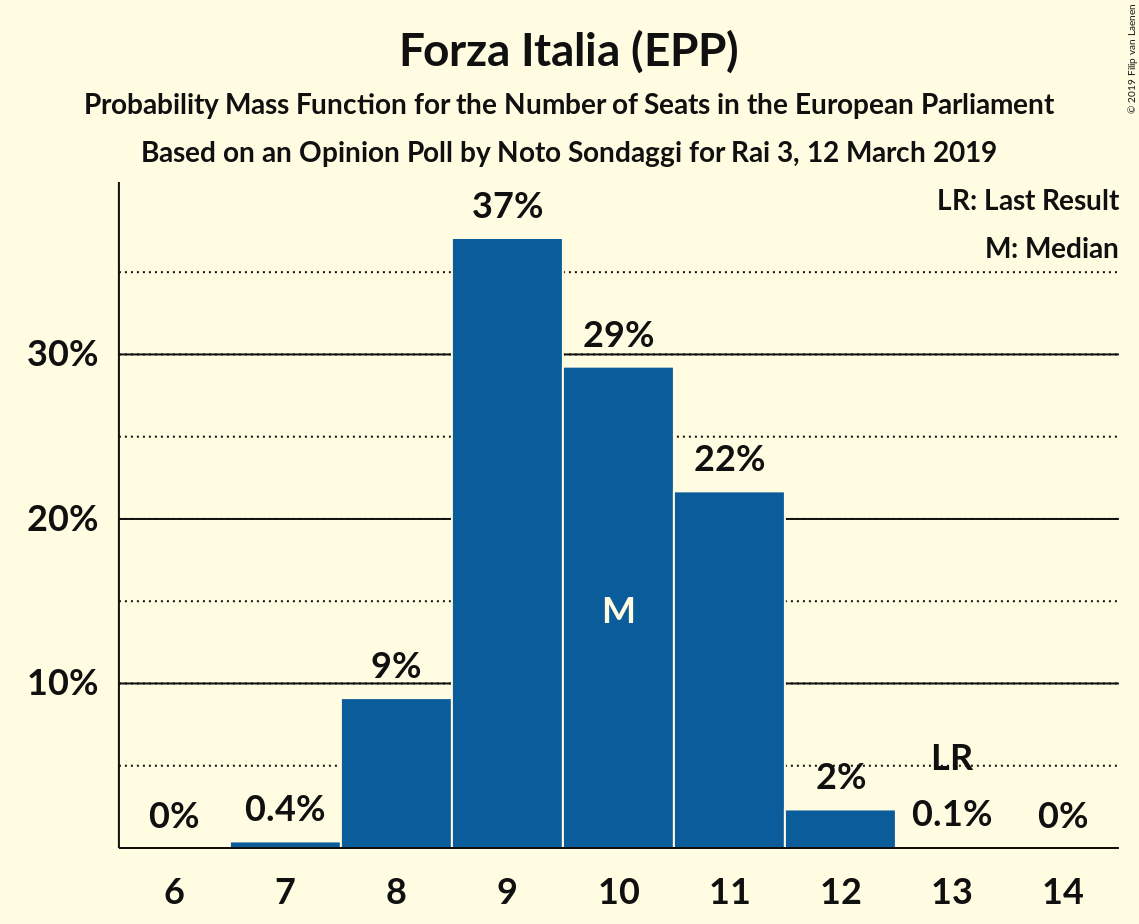 Forza Italia (EPP)
Probability Mass Function for the Number of Seats in the European Parliament
Based on an Opinion Poll by Noto Sondaggi for Rai 3, 12 March 2019
© 2019 Filip van Laenen
LR: Last Result
M: Median
37%
29%
22%
9%
2%
LR
0%
0.4%
0.1%
0%
M
30%
20%
10%
6 7 8 9 10 11 12 13 14